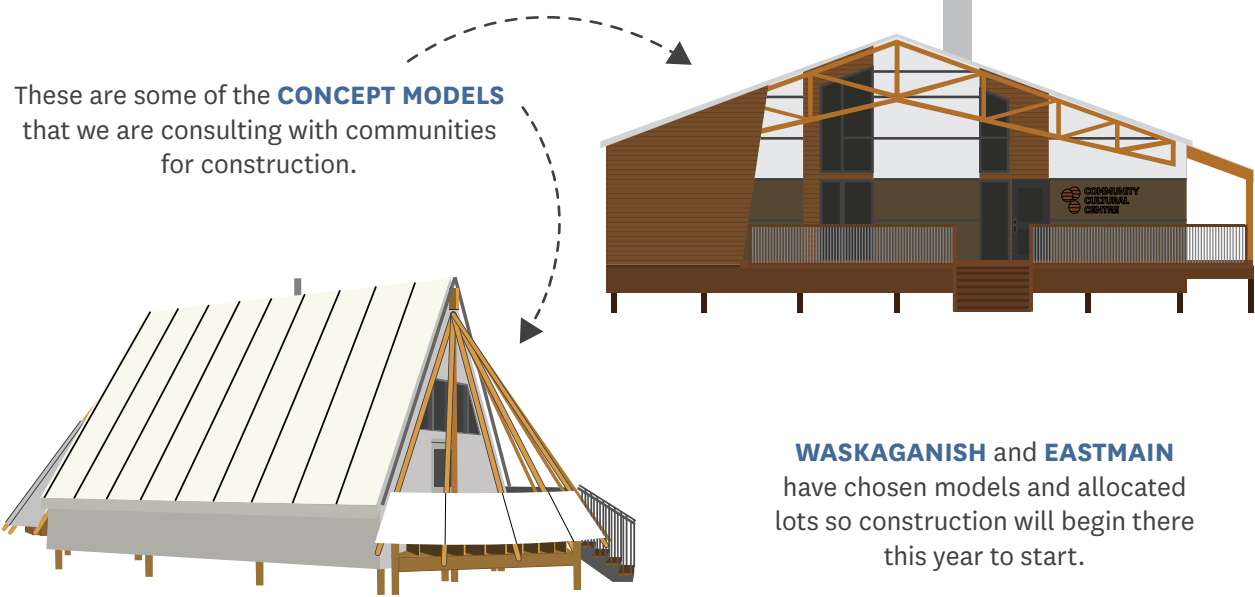 These are some of the CONCEPT MODELS
that we are consulting with communities
for construction.
COMMUNITY
CULTURAL
CENTRE
WASKAGANISH and EASTMAIN
have chosen models and allocated
lots so construction will begin there
this year to start.